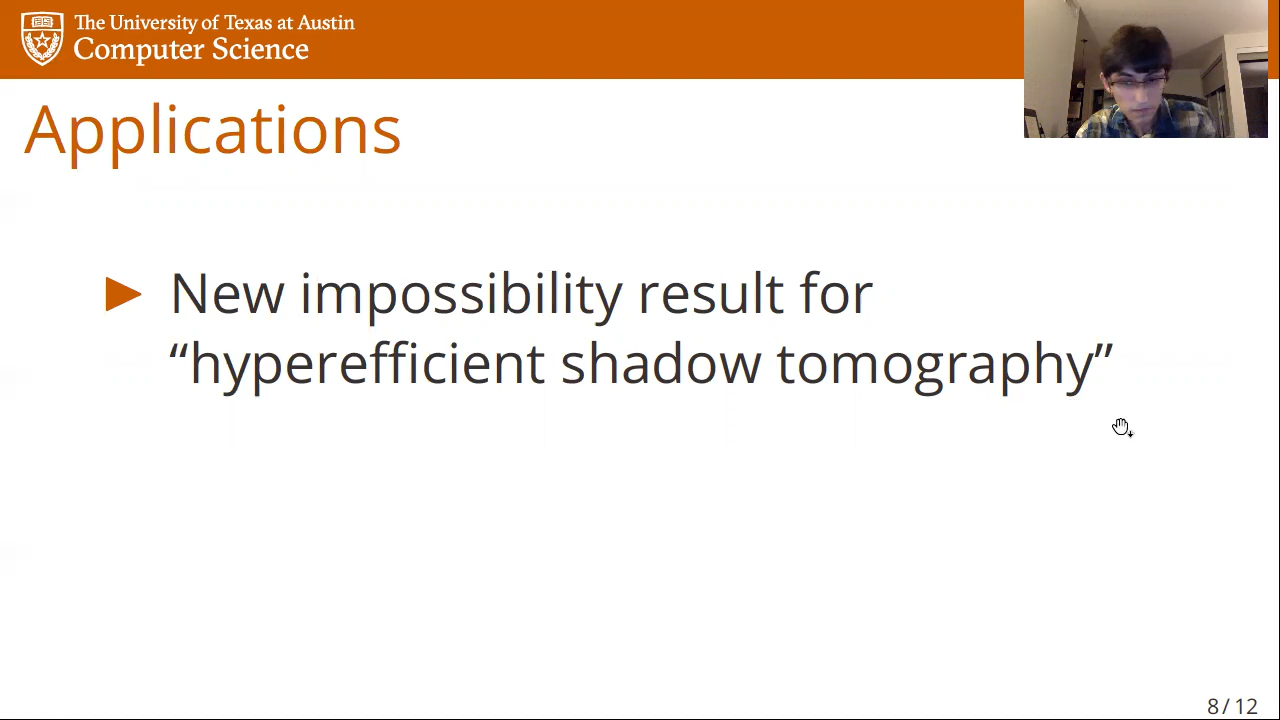 The University of Texas at Austin
Computer Science
Applications
New impossibility result for
“hyperefficient shadow tomography”
8 / 12